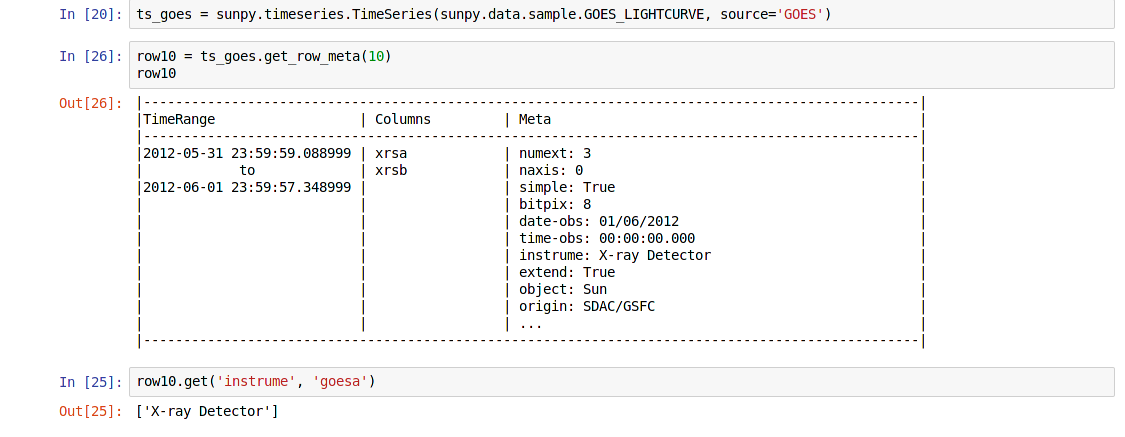 In [20]: ts_goes = sunpy.timeseries.TimeSeries(sunpy.data.sample.GOES_LIGHTCURVE, source='GOES')
In [26]: row10 = ts_goes.get_row_meta(10)
row10
Out[26]: |-------------------------------------------------------------------------------------------------|
|TimeRange                  | Columns         | Meta                                              |
|-------------------------------------------------------------------------------------------------|
|2012-05-31 23:59:59.088999 | xrsa            | numext: 3                                         |
|            to             | xrsb            | naxis: 0                                          |
|2012-06-01 23:59:57.348999 |                 | simple: True                                      |
|                           |                 | bitpix: 8                                         |
|                           |                 | date-obs: 01/06/2012                              |
|                           |                 | time-obs: 00:00:00.000                            |
|                           |                 | instrume: X-ray Detector                          |
|                           |                 | extend: True                                      |
|                           |                 | object: Sun                                       |
|                           |                 | origin: SDAC/GSFC                                 |
|                           |                 | ...                                               |
|-------------------------------------------------------------------------------------------------|
In [25]: row10.get('instrume', 'goesa')
Out[25]: ['X-ray Detector']